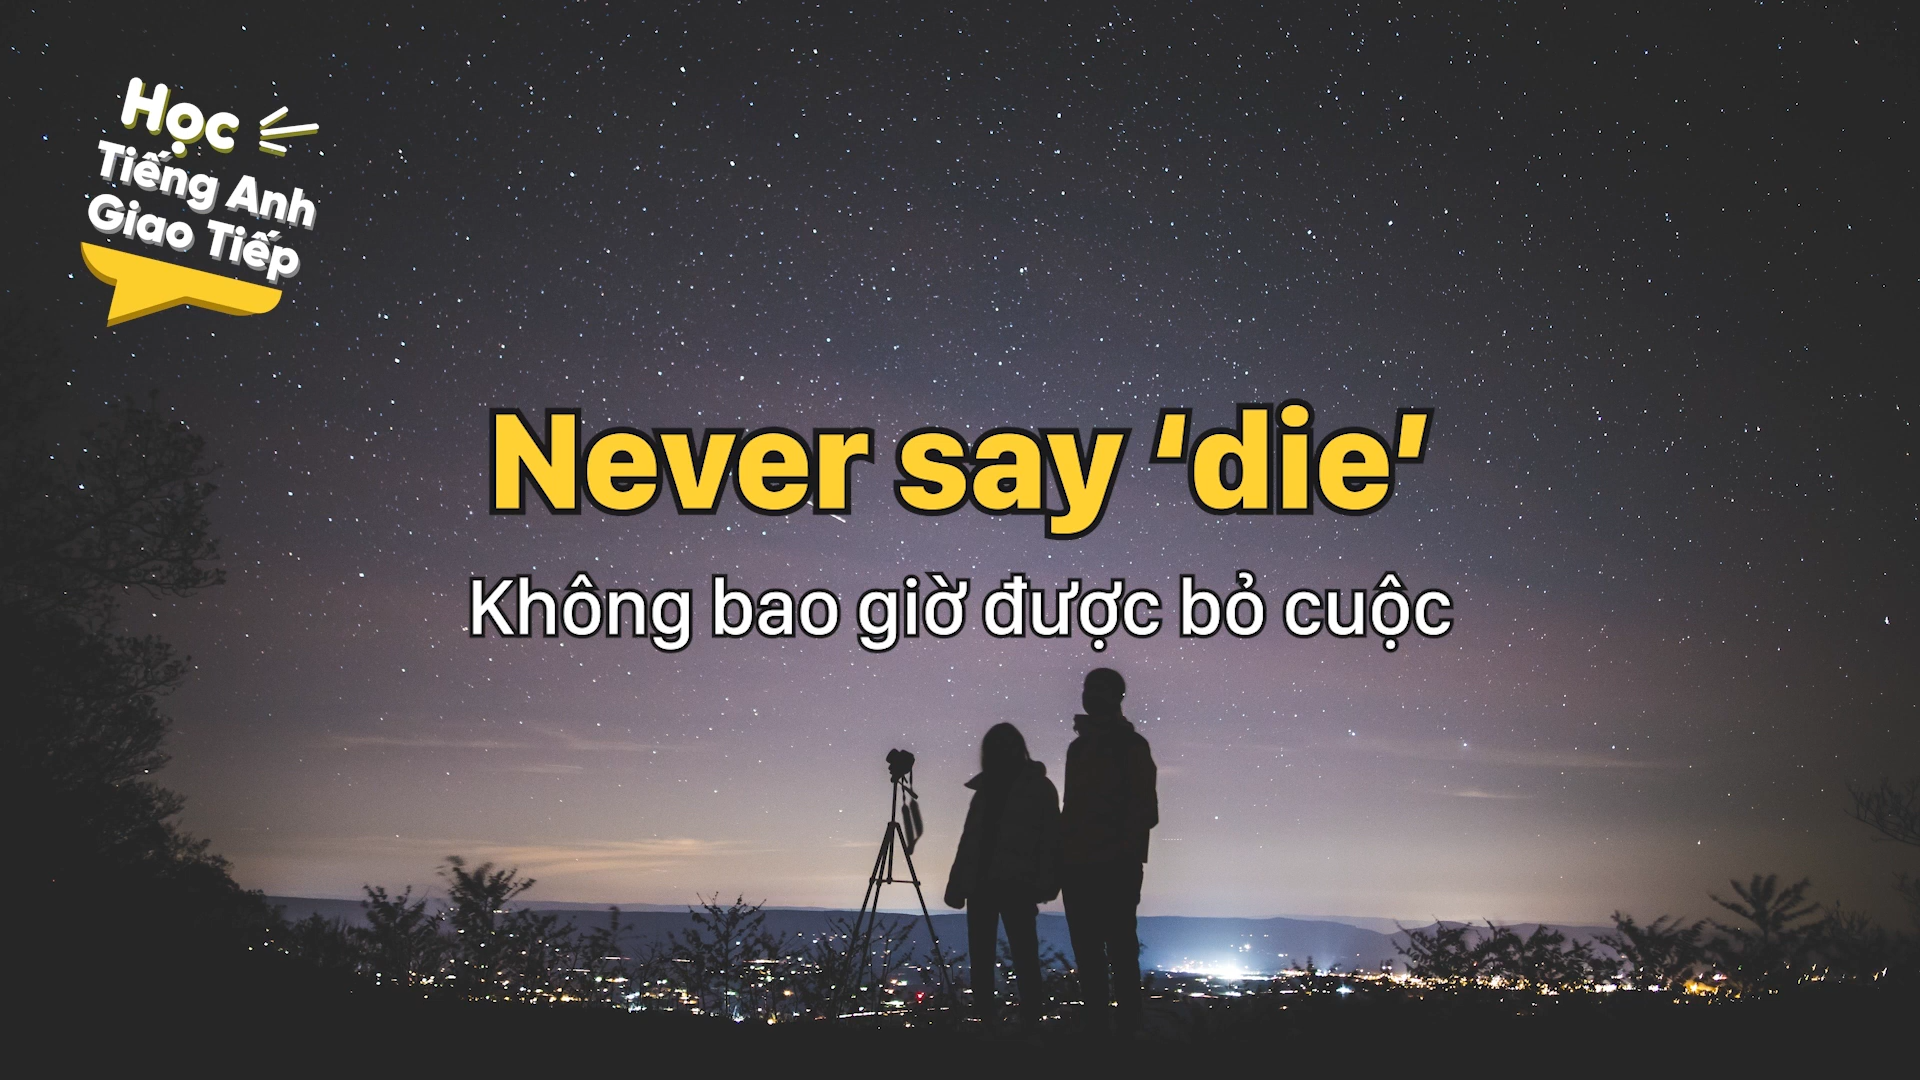 Học
Tiếng Anh
Giao Tiếp
Never say ‘die’
Không bao giờ được bỏ cuộc